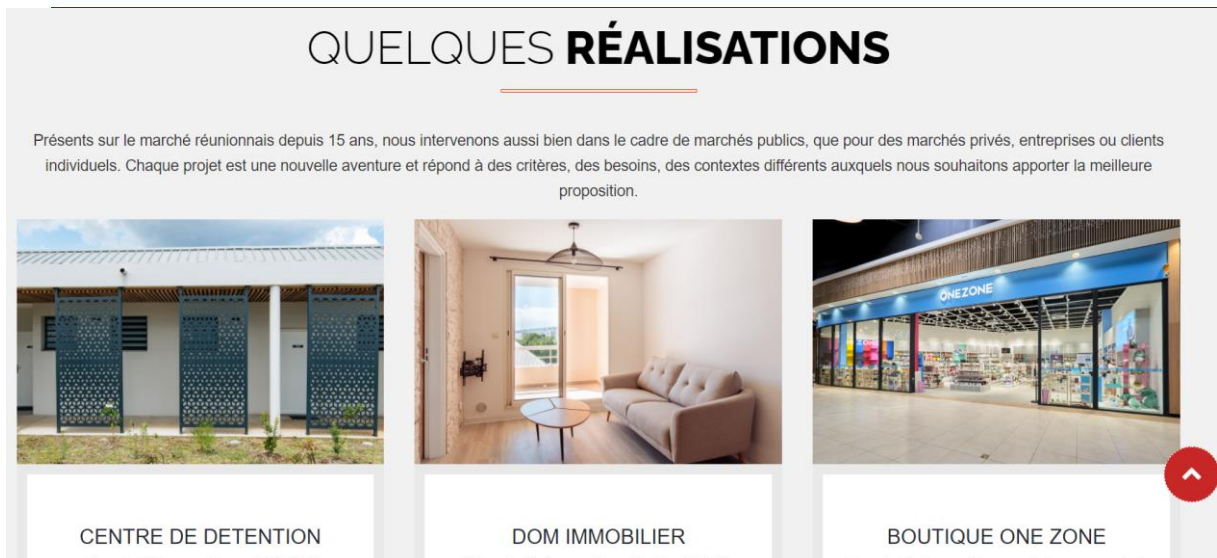 QUELQUES RÉALISATIONS
Présents sur le marché réunionnais depuis 15 ans, nous intervenons aussi bien dans le cadre de marchés publics, que pour des marchés privés, entreprises ou clients
individuels. Chaque projet est une nouvelle aventure et répond à des critères, des besoins, des contextes différents auxquels nous souhaitons apporter la meilleure
proposition.
ONEZONE
CENTRE DE DETENTION
DOM IMMOBILIER
BOUTIQUE ONE ZONE